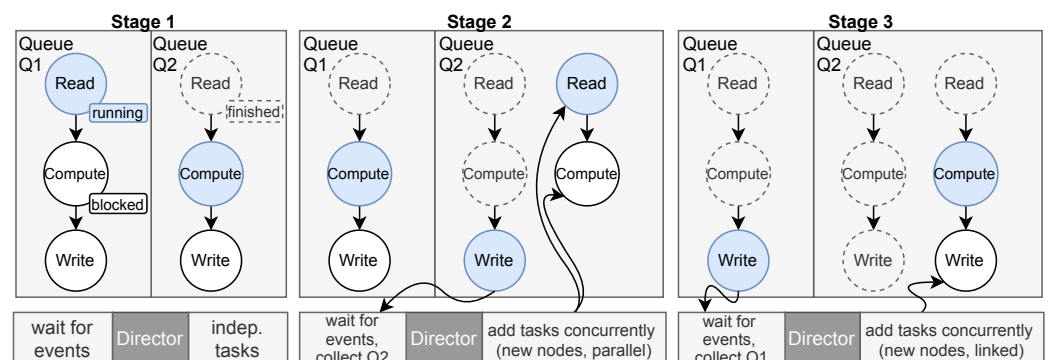 Stage 1
Queue
Q1
Read
running
Compute
blocked
Write
Queue
Q2
Read
finished
Compute
Write
wait for
events
Director
indep.
tasks
Stage 2
Queue
Q1
Read
Compute
Write
Queue
Q2
Read
Compute
Write
Read
Compute
wait for
events,
collect Q2
Director
add tasks concurrently
(new nodes, parallel)
Stage 3
Queue
Q1
Read
Compute
Write
Queue
Q2
Read
Compute
Write
Read
Compute
Write
wait for
events,
collect Q1
Director
add tasks concurrently
(new nodes, linked)